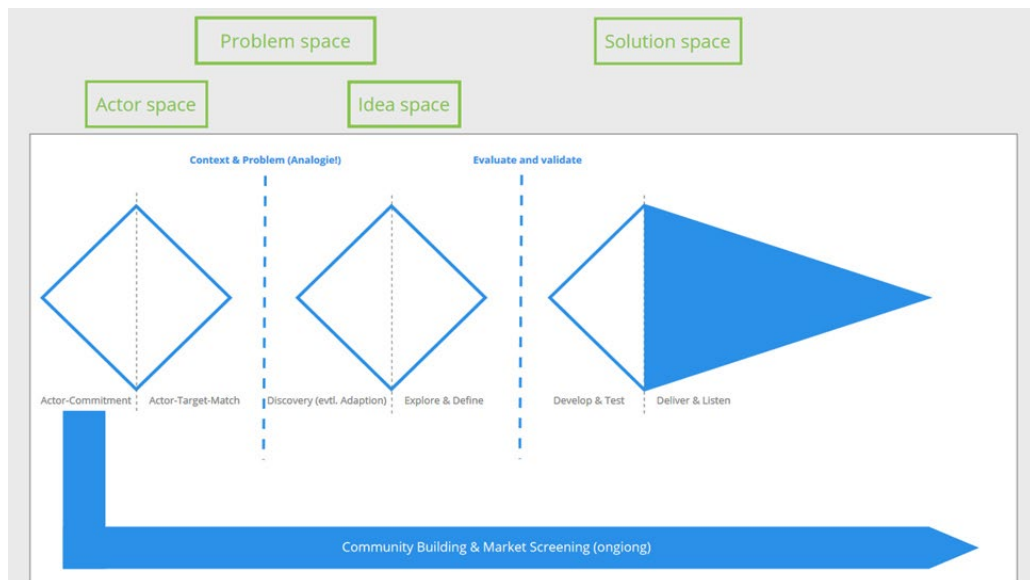 Problem space
Solution space
Actor space
Idea space
Context & Problem (Analogie!)
Evaluate and validate
Actor-Commitment
Actor-Target-Match
Discovery (evtl. Adaption)
Explore & Define
Develop & Test
Deliver & Listen
Community Building & Market Screening (ongiong)